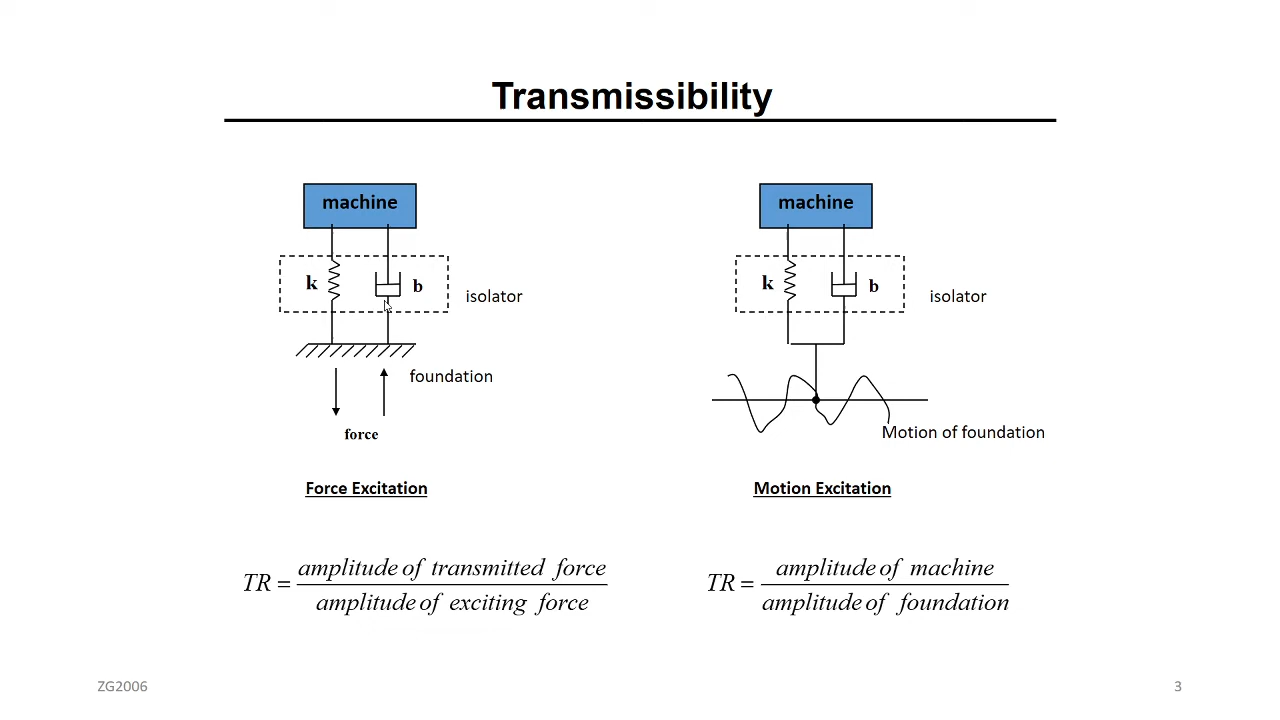 Transmissibility
machine
k
b
isolator
foundation
force
Force Excitation
TR = amplitude of transmitted force
amplitude of exciting force
machine
k
b
isolator
Motion of foundation
Motion Excitation
TR = amplitude of machine
amplitude of foundation
ZG2006
3